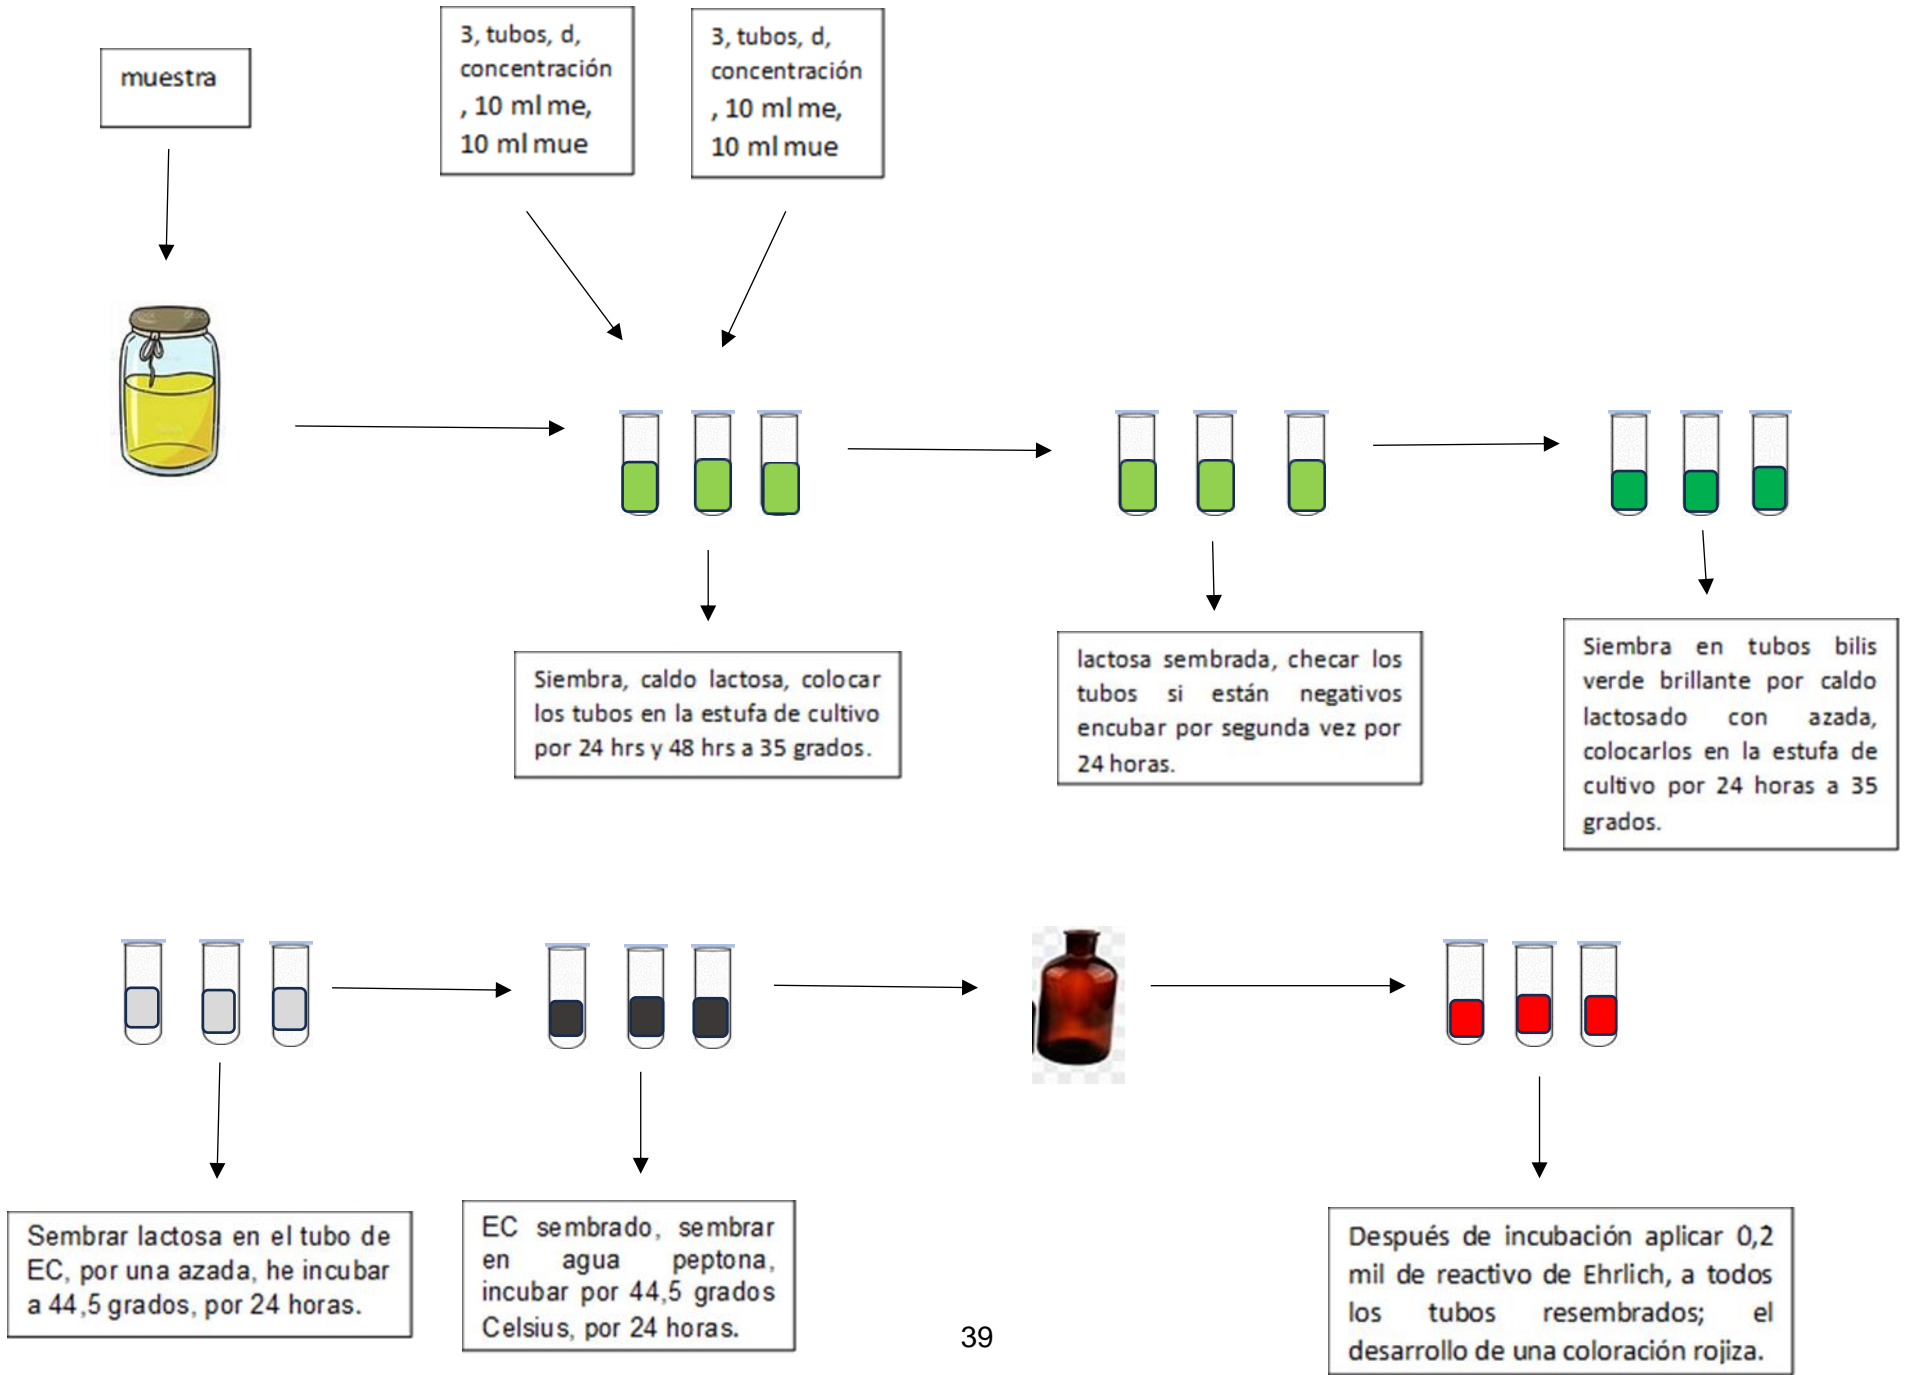 muestra
3, tubos, d,
concentración
, 10 ml me,
10 ml mue
3, tubos, d,
concentración
, 10 ml me,
10 ml mue
Siembra, caldo lactosa, colocar
los tubos en la estufa de cultivo
por 24 hrs y 48 hrs a 35 grados.
lactosa sembrada, checar los
tubos si están negativos
encubar por segunda vez por
24 horas.
Siembra en tubos bilis
verde brillante por caldo
lactosado con azada,
colocarlos en la estufa de
cultivo por 24 horas a 35
grados.
Sembrar lactosa en el tubo de
EC, por una azada, he incubar
a 44,5 grados, por 24 horas.
EC sembrado, sembrar
en agua peptona,
incubar por 44,5 grados
Celsius, por 24 horas.
Después de incubación aplicar 0,2
mil de reactivo de Ehrlich, a todos
los tubos resembrados; el
desarrollo de una coloración rojiza.
39